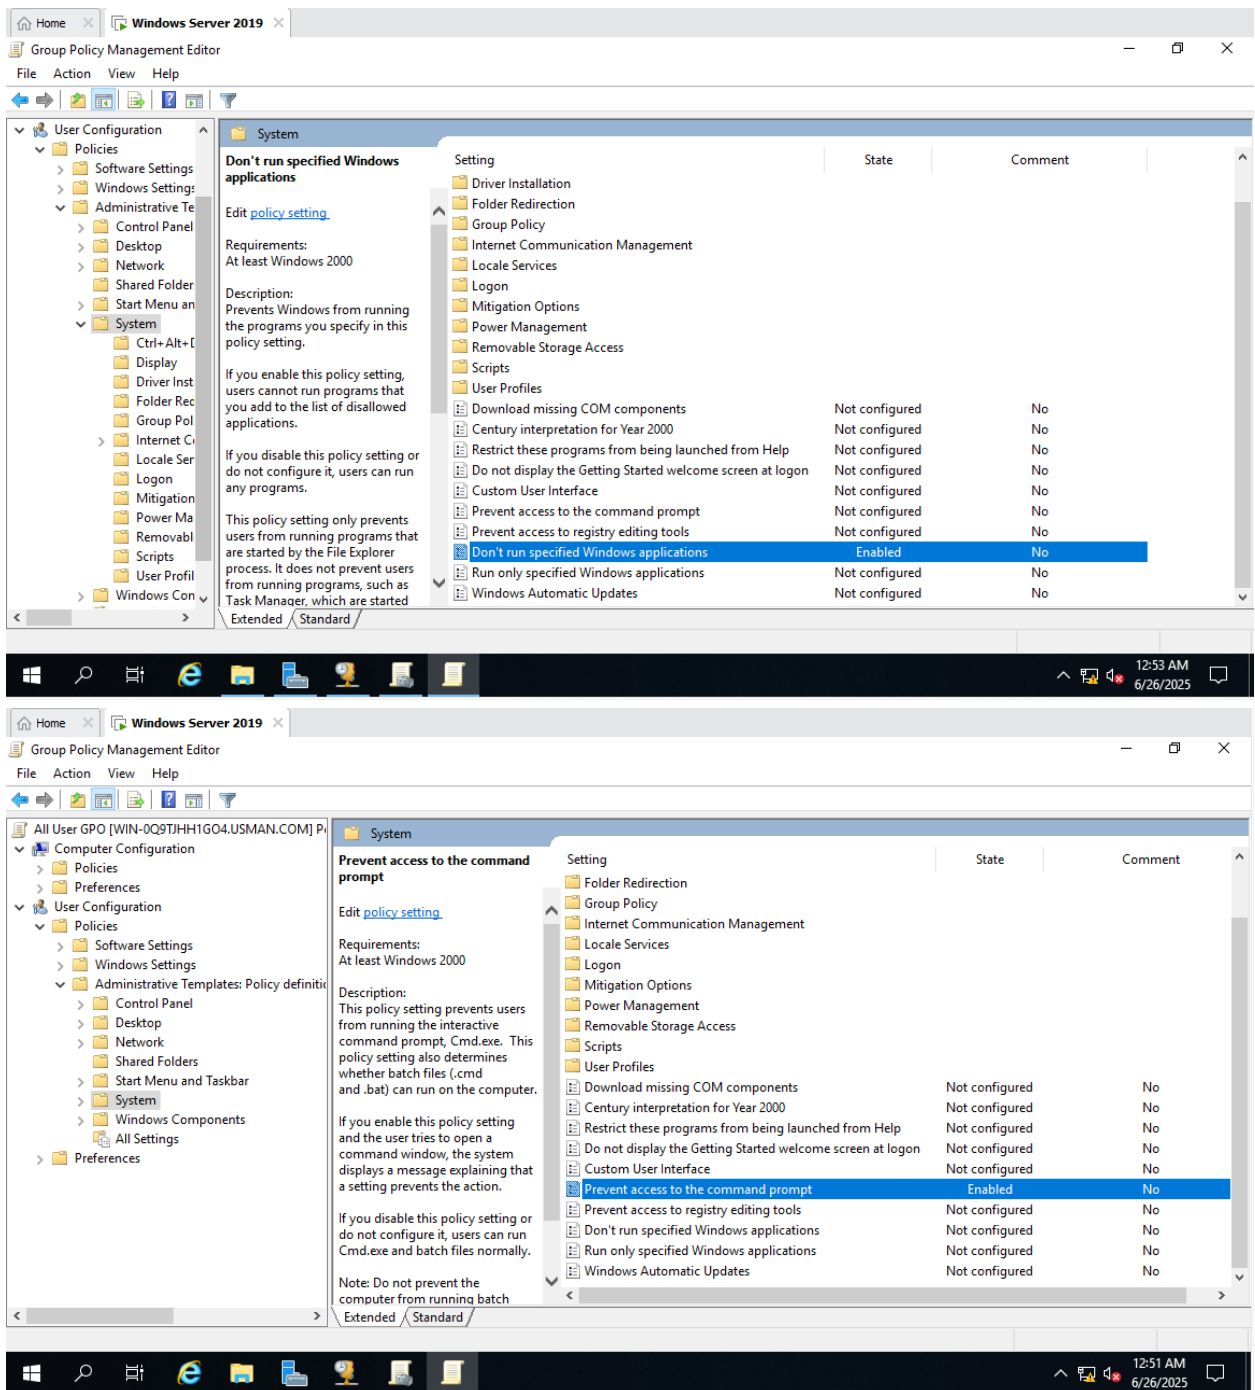 Home
Windows Server 2019
Group Policy Management Editor
File Action View Help
User Configuration
Policies
Software Settings
Windows Settings
Administrative Te
Control Panel
Desktop
Network
Shared Folder
Start Menu an
System
Ctrl+Alt+D
Display
Driver Inst
Folder Rec
Group Pol
Internet C
Locale Ser
Logon
Mitigation
Power Ma
Removabl
Scripts
User Profil
Windows Con
System
Don't run specified Windows
applications
Edit policy setting
Requirements:
At least Windows 2000
Description:
Prevents Windows from running
the programs you specify in this
policy setting.
If you enable this policy setting,
users cannot run programs that
you add to the list of disallowed
applications.
If you disable this policy setting or
do not configure it, users can run
any programs.
This policy setting only prevents
users from running programs that
are started by the File Explorer
process. It does not prevent users
from running programs, such as
Task Manager, which are started
Setting State Comment
Driver Installation
Folder Redirection
Group Policy
Internet Communication Management
Locale Services
Logon
Mitigation Options
Power Management
Removable Storage Access
Scripts
User Profiles
Download missing COM components Not configured No
Century interpretation for Year 2000 Not configured No
Restrict these programs from being launched from Help Not configured No
Do not display the Getting Started welcome screen at logon Not configured No
Custom User Interface Not configured No
Prevent access to the command prompt Not configured No
Prevent access to registry editing tools Not configured No
Don't run specified Windows applications Enabled No
Run only specified Windows applications Not configured No
Windows Automatic Updates Not configured No
Extended Standard
12:53 AM
6/26/2025
Home
Windows Server 2019
Group Policy Management Editor
File Action View Help
All User GPO [WIN-0Q9TJHH1GO4.USMAN.COM] P
Computer Configuration
Policies
Preferences
User Configuration
Policies
Software Settings
Windows Settings
Administrative Templates: Policy definitio
Control Panel
Desktop
Network
Shared Folders
Start Menu and Taskbar
System
Windows Components
All Settings
Preferences
System
Prevent access to the command
prompt
Edit policy setting
Requirements:
At least Windows 2000
Description:
This policy setting prevents users
from running the interactive
command prompt, Cmd.exe. This
policy setting also determines
whether batch files (.cmd
and .bat) can run on the computer.
If you enable this policy setting
and the user tries to open a
command window, the system
displays a message explaining that
a setting prevents the action.
If you disable this policy setting or
do not configure it, users can run
Cmd.exe and batch files normally.
Note: Do not prevent the
computer from running batch
Setting State Comment
Folder Redirection
Group Policy
Internet Communication Management
Locale Services
Logon
Mitigation Options
Power Management
Removable Storage Access
Scripts
User Profiles
Download missing COM components Not configured No
Century interpretation for Year 2000 Not configured No
Restrict these programs from being launched from Help Not configured No
Do not display the Getting Started welcome screen at logon Not configured No
Custom User Interface Not configured No
Prevent access to the command prompt Enabled No
Prevent access to registry editing tools Not configured No
Don't run specified Windows applications Not configured No
Run only specified Windows applications Not configured No
Windows Automatic Updates Not configured No
Extended Standard
12:51 AM
6/26/2025